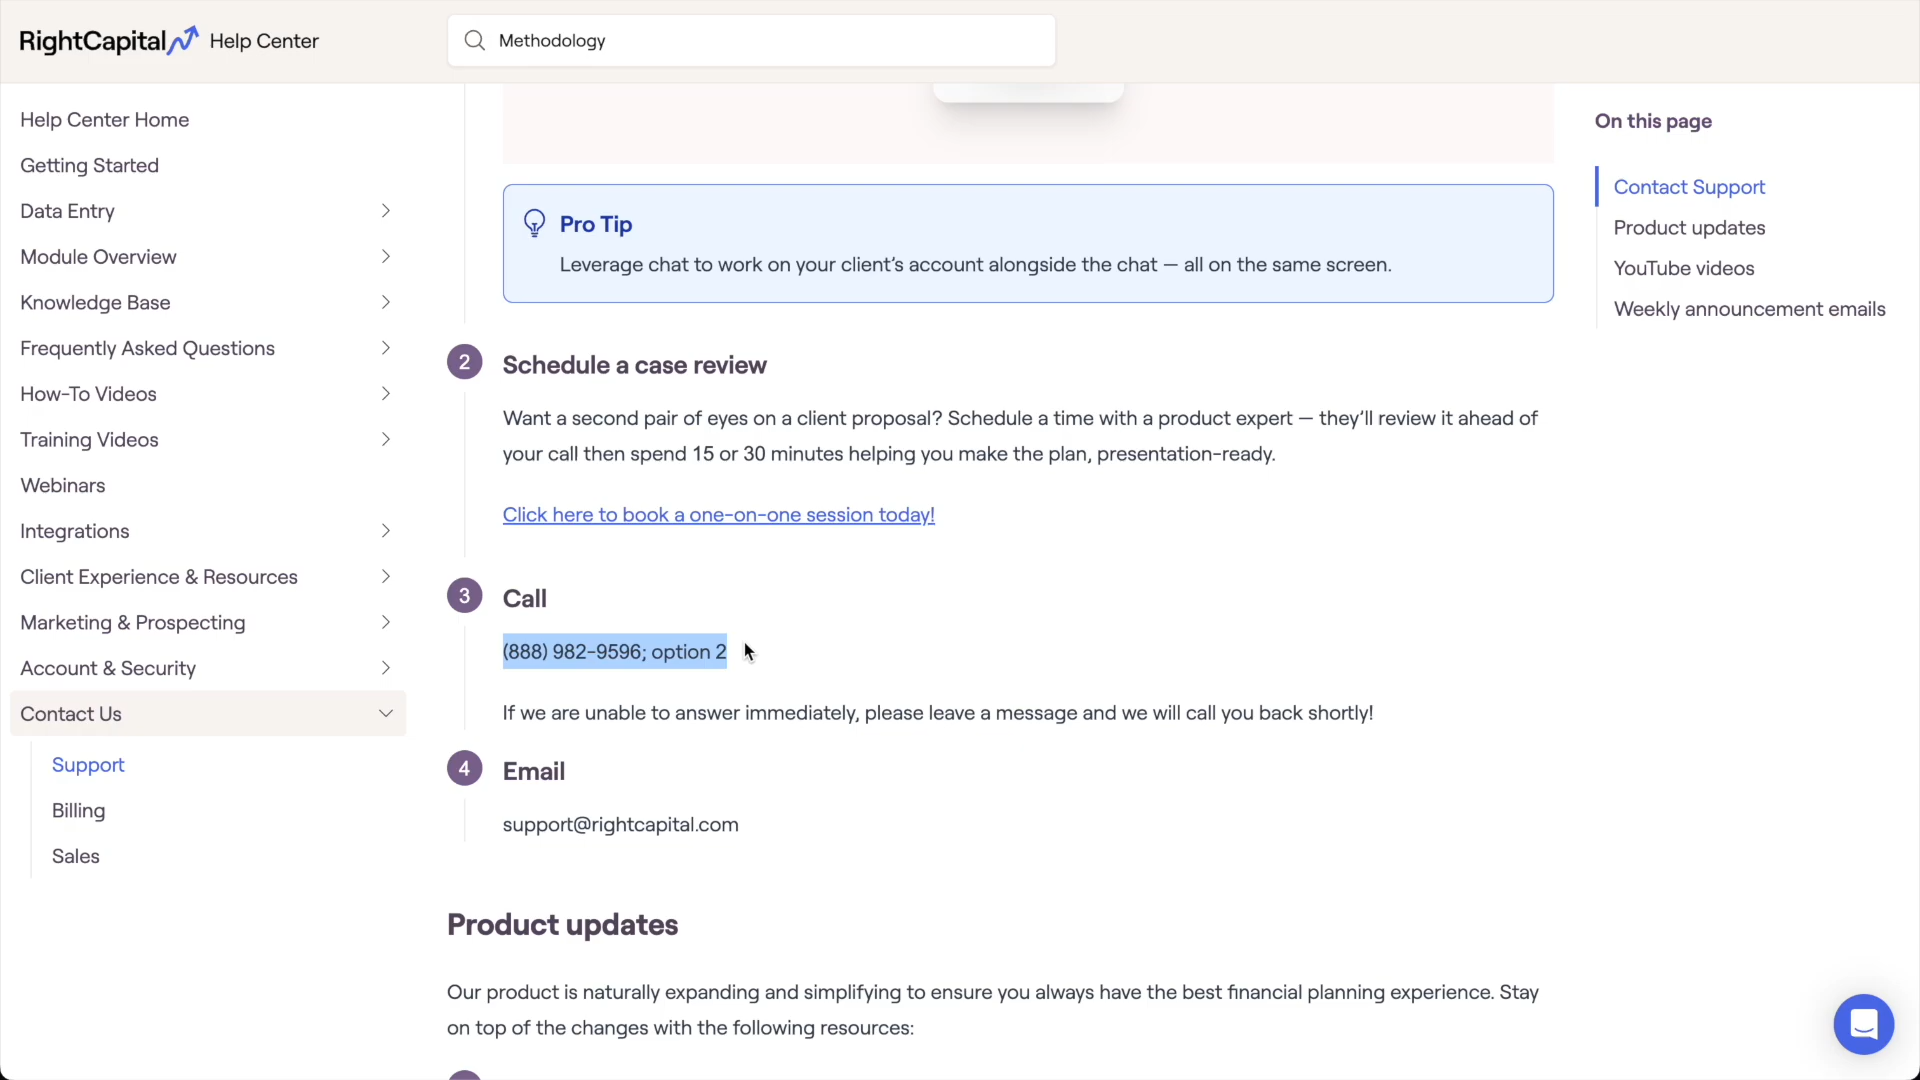 RightCapital Help Center
Methodology
Help Center Home
Getting Started
Data Entry
Module Overview
Knowledge Base
Frequently Asked Questions
How-To Videos
Training Videos
Webinars
Integrations
Client Experience & Resources
Marketing & Prospecting
Account & Security
Contact Us
Support
Billing
Sales
Pro Tip
Leverage chat to work on your client's account alongside the chat — all on the same screen.
2 Schedule a case review
Want a second pair of eyes on a client proposal? Schedule a time with a product expert — they'll review it ahead of
your call then spend 15 or 30 minutes helping you make the plan, presentation-ready.
Click here to book a one-on-one session today!
3 Call
(888) 982-9596; option 2
If we are unable to answer immediately, please leave a message and we will call you back shortly!
4 Email
support@rightcapital.com
Product updates
Our product is naturally expanding and simplifying to ensure you always have the best financial planning experience. Stay
on top of the changes with the following resources:
On this page
Contact Support
Product updates
YouTube videos
Weekly announcement emails